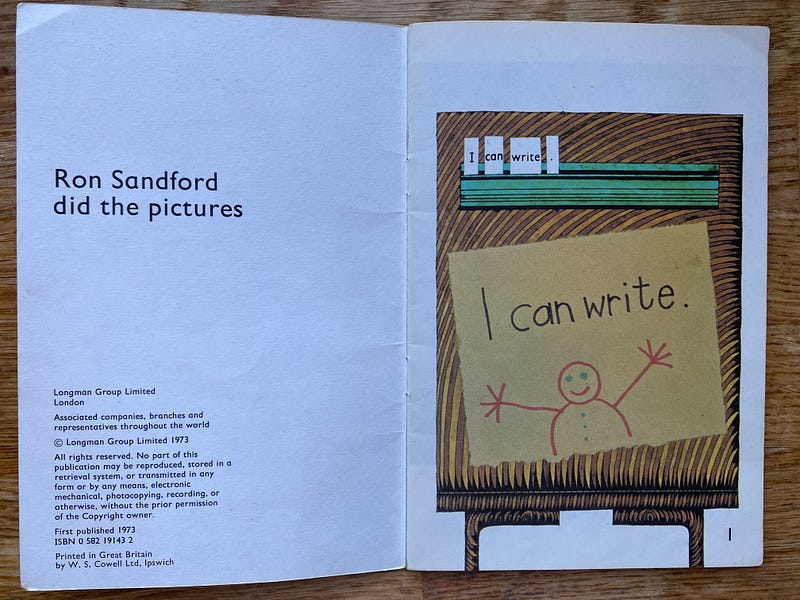 Ron Sandford
did the pictures
Longman Group Limited
London
Associated companies, branches and
representatives throughout the world
© Longman Group Limited 1973
All rights reserved. No part of this
publication may be reproduced, stored in a
retrieval system, or transmitted in any
form or by any means, electronic
mechanical, photocopying, recording, or
otherwise, without the prior permission
of the Copyright owner.
First published 1973
ISBN 0 582 19143 2
Printed in Great Britain
by W. S. Cowell Ltd, Ipswich
I can write .
I can write.
1